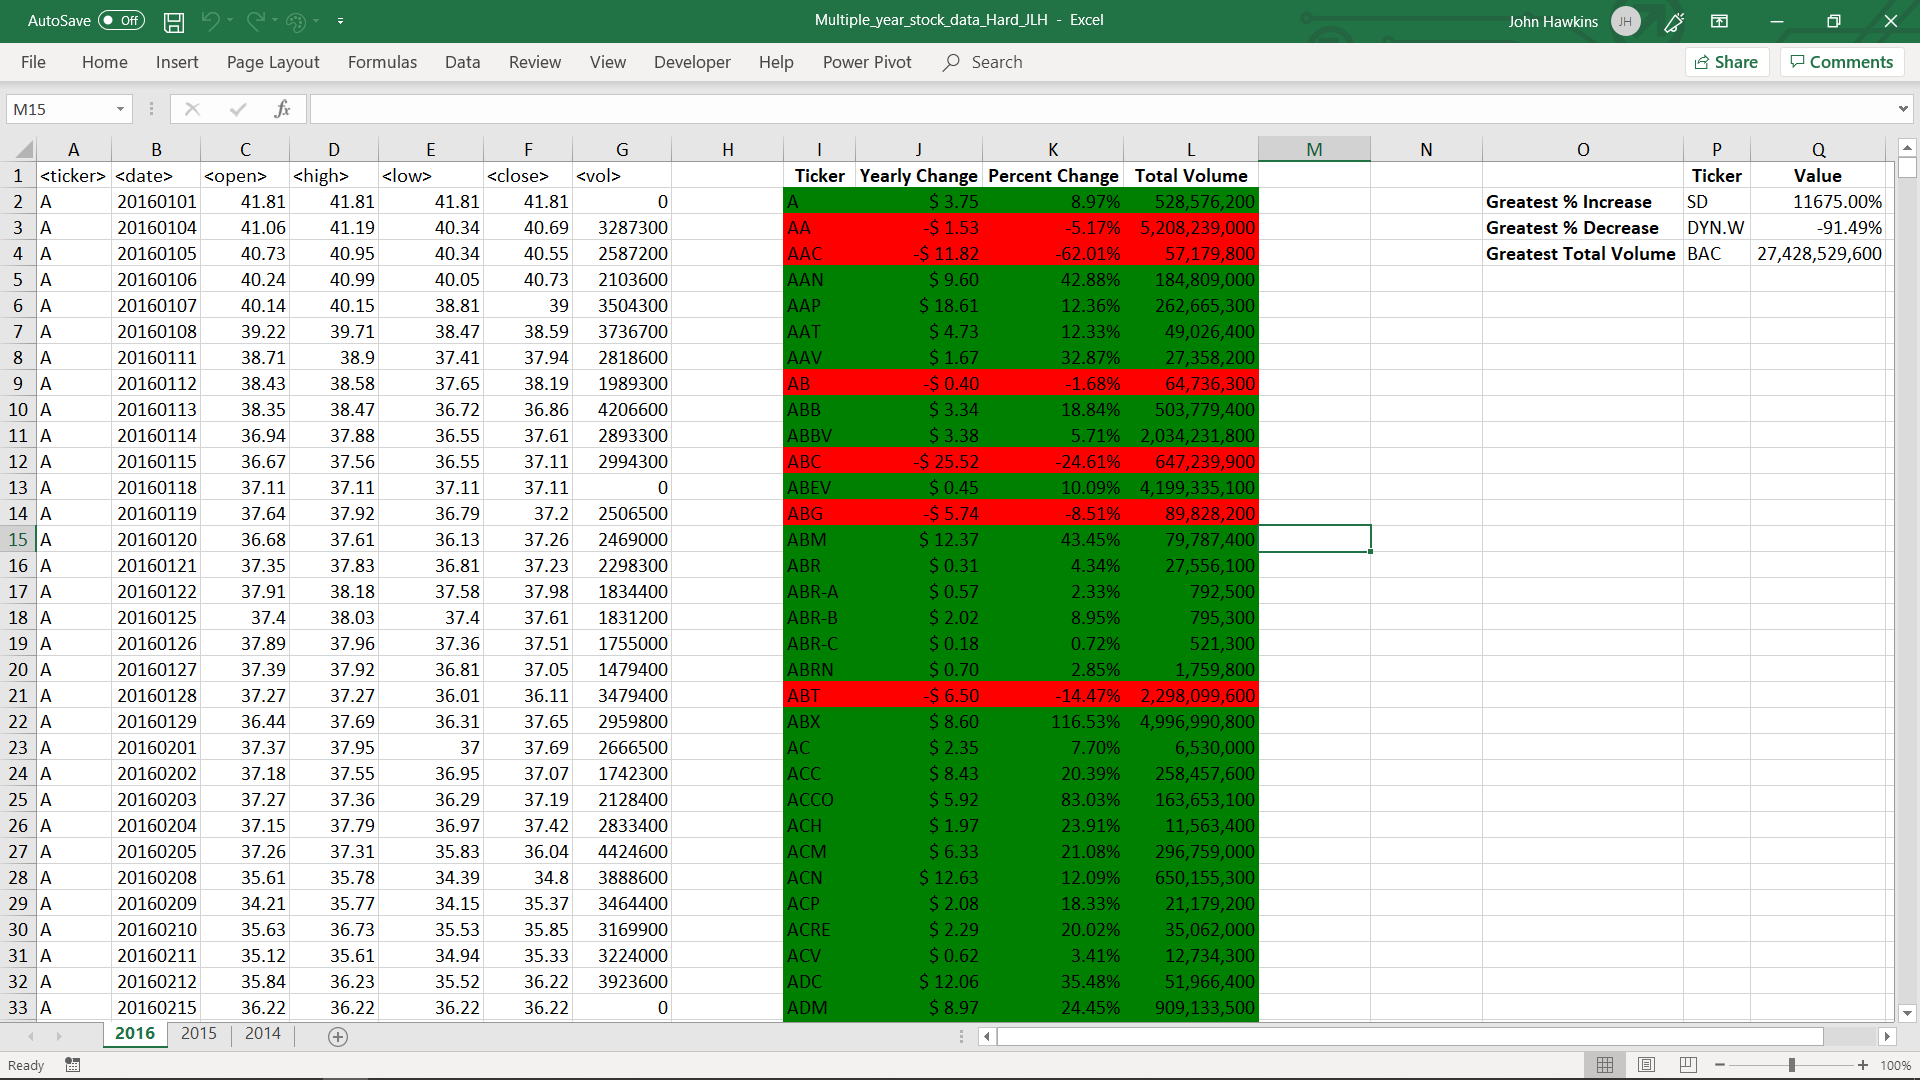 AutoSave Off Multiple_year_stock_data_Hard_JLH - Excel John Hawkins JH
File Home Insert Page Layout Formulas Data Review View Developer Help Power Pivot Search Share Comments
M15 fx
A B C D E F G H I J K L M N O P Q
1 <ticker> <date> <open> <high> <low> <close> <vol> Ticker Yearly Change Percent Change Total Volume Ticker Value
2 A 20160101 41.81 41.81 41.81 41.81 0 A $ 3.75 8.97% 528,576,200 Greatest % Increase SD 11675.00%
3 A 20160104 41.06 41.19 40.34 40.69 3287300 AA -$ 1.53 -5.17% 5,208,239,000 Greatest % Decrease DYN.W -91.49%
4 A 20160105 40.73 40.95 40.34 40.55 2587200 AAC -$ 11.82 -62.01% 57,179,800 Greatest Total Volume BAC 27,428,529,600
5 A 20160106 40.24 40.99 40.05 40.73 2103600 AAN $ 9.60 42.88% 184,809,000
6 A 20160107 40.14 40.15 38.81 39 3504300 AAP $ 18.61 12.36% 262,665,300
7 A 20160108 39.22 39.71 38.47 38.59 3736700 AAT $ 4.73 12.33% 49,026,400
8 A 20160111 38.71 38.9 37.41 37.94 2818600 AAV $ 1.67 32.87% 27,358,200
9 A 20160112 38.43 38.58 37.65 38.19 1989300 AB -$ 0.40 -1.68% 64,736,300
10 A 20160113 38.35 38.47 36.72 36.86 4206600 ABB $ 3.34 18.84% 503,779,400
11 A 20160114 36.94 37.88 36.55 37.61 2893300 ABBV $ 3.38 5.71% 2,034,231,800
12 A 20160115 36.67 37.56 36.55 37.11 2994300 ABC -$ 25.52 -24.61% 647,239,900
13 A 20160118 37.11 37.11 37.11 37.11 0 ABEV $ 0.45 10.09% 4,199,335,100
14 A 20160119 37.64 37.92 36.79 37.2 2506500 ABG -$ 5.74 -8.51% 89,828,200
15 A 20160120 36.68 37.61 36.13 37.26 2469000 ABM $ 12.37 43.45% 79,787,400
16 A 20160121 37.35 37.83 36.81 37.23 2298300 ABR $ 0.31 4.34% 27,556,100
17 A 20160122 37.91 38.18 37.58 37.98 1834400 ABR-A $ 0.57 2.33% 792,500
18 A 20160125 37.4 38.03 37.4 37.61 1831200 ABR-B $ 2.02 8.95% 795,300
19 A 20160126 37.89 37.96 37.36 37.51 1755000 ABR-C $ 0.18 0.72% 521,300
20 A 20160127 37.39 37.92 36.81 37.05 1479400 ABRN $ 0.70 2.85% 1,759,800
21 A 20160128 37.27 37.27 36.01 36.11 3479400 ABT -$ 6.50 -14.47% 2,298,099,600
22 A 20160129 36.44 37.69 36.31 37.65 2959800 ABX $ 8.60 116.53% 4,996,990,800
23 A 20160201 37.37 37.95 37 37.69 2666500 AC $ 2.35 7.70% 6,530,000
24 A 20160202 37.18 37.55 36.95 37.07 1742300 ACC $ 8.43 20.39% 258,457,600
25 A 20160203 37.27 37.36 36.29 37.19 2128400 ACCO $ 5.92 83.03% 163,653,100
26 A 20160204 37.15 37.79 36.97 37.42 2833400 ACH $ 1.97 23.91% 11,563,400
27 A 20160205 37.26 37.31 35.83 36.04 4424600 ACM $ 6.33 21.08% 296,759,000
28 A 20160208 35.61 35.78 34.39 34.8 3888600 ACN $ 12.63 12.09% 650,155,300
29 A 20160209 34.21 35.77 34.15 35.37 3464400 ACP $ 2.08 18.33% 21,179,200
30 A 20160210 35.63 36.73 35.53 35.85 3169900 ACRE $ 2.29 20.02% 35,062,000
31 A 20160211 35.12 35.61 34.94 35.33 3224000 ACV $ 0.62 3.41% 12,734,300
32 A 20160212 35.84 36.23 35.52 36.22 3923600 ADC $ 12.06 35.48% 51,966,400
33 A 20160215 36.22 36.22 36.22 36.22 0 ADM $ 8.97 24.45% 909,133,500
2016 2015 2014
Ready 100%